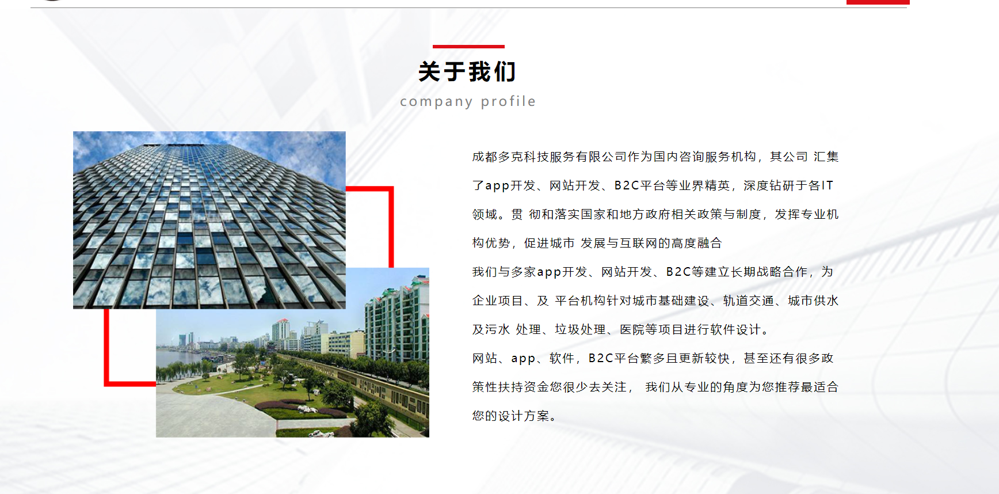 关于我们
company profile
成都多克科技服务有限公司作为国内咨询服务机构，其公司 汇集
了app开发、网站开发、B2C平台等业界精英，深度钻研于各IT
领域。贯 彻和落实国家和地方政府相关政策与制度，发挥专业机
构优势，促进城市 发展与互联网的高度融合
我们与多家app开发、网站开发、B2C等建立长期战略合作，为
企业项目、及 平台机构针对城市基础建设、轨道交通、城市供水
及污水 处理、垃圾处理、医院等项目进行软件设计。
网站、app、软件，B2C平台繁多且更新较快，甚至还有很多政
策性扶持资金您很少去关注， 我们从专业的角度为您推荐最适合
您的设计方案。